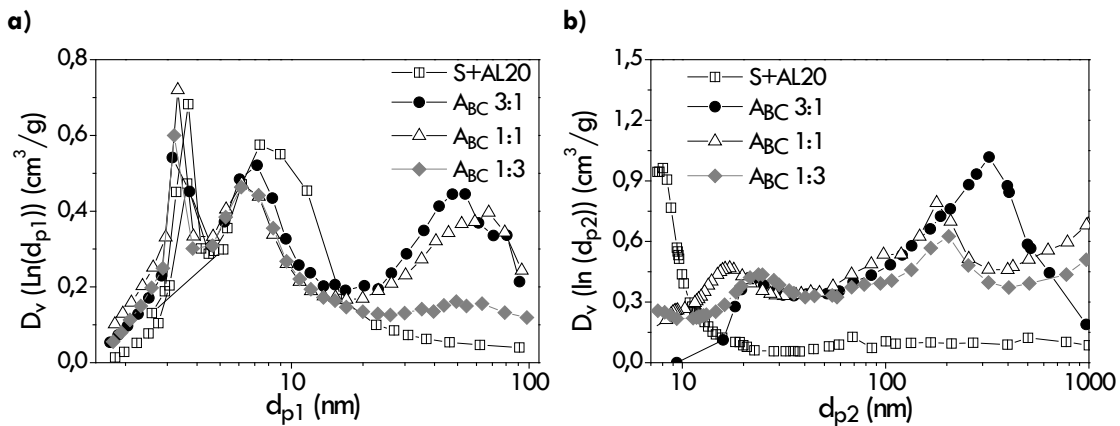 a)
0,8
0,6
0,4
0,2
0,0
D_v (Ln(d_p1)) (cm³/g)
S+AL20
A_BC 3:1
A_BC 1:1
A_BC 1:3
10
100
d_p1 (nm)
b)
1,5
1,2
0,9
0,6
0,3
0,0
D_v (ln (d_p2)) (cm³/g)
S+AL20
A_BC 3:1
A_BC 1:1
A_BC 1:3
10
100
1000
d_p2 (nm)